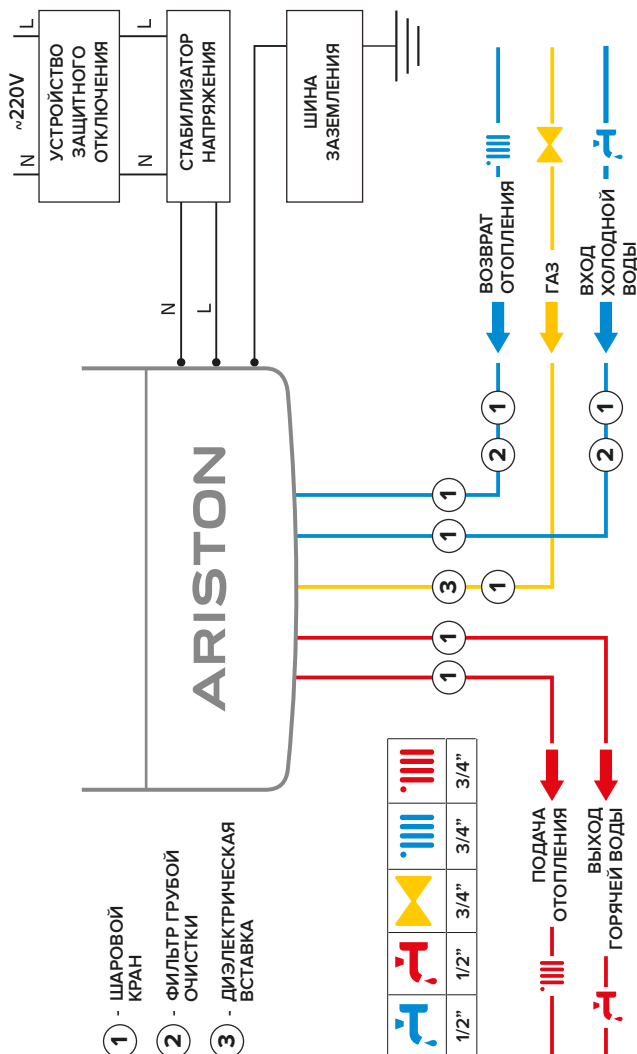 1 - ШАРОВОЙ
КРАН
2 - ФИЛЬТР ГРУБОЙ
ОЧИСТКИ
3 - ДИЭЛЕКТРИЧЕСКАЯ
ВСТАВКА
ARISTON
~220V
N
L
УСТРОЙСТВО
ЗАЩИТНОГО
ОТКЛЮЧЕНИЯ
N
L
СТАБИЛИЗАТОР
НАПРЯЖЕНИЯ
N
L
ШИНА
ЗАЗЕМЛЕНИЯ
1/2”
1/2”
3/4”
3/4”
3/4”
1
1
3
1
1
1
2
1
2
1
ПОДАЧА
ОТОПЛЕНИЯ
ВЫХОД
ГОРЯЧЕЙ ВОДЫ
ВОЗВРАТ
ОТОПЛЕНИЯ
ГАЗ
ВХОД
ХОЛОДНОЙ
ВОДЫ